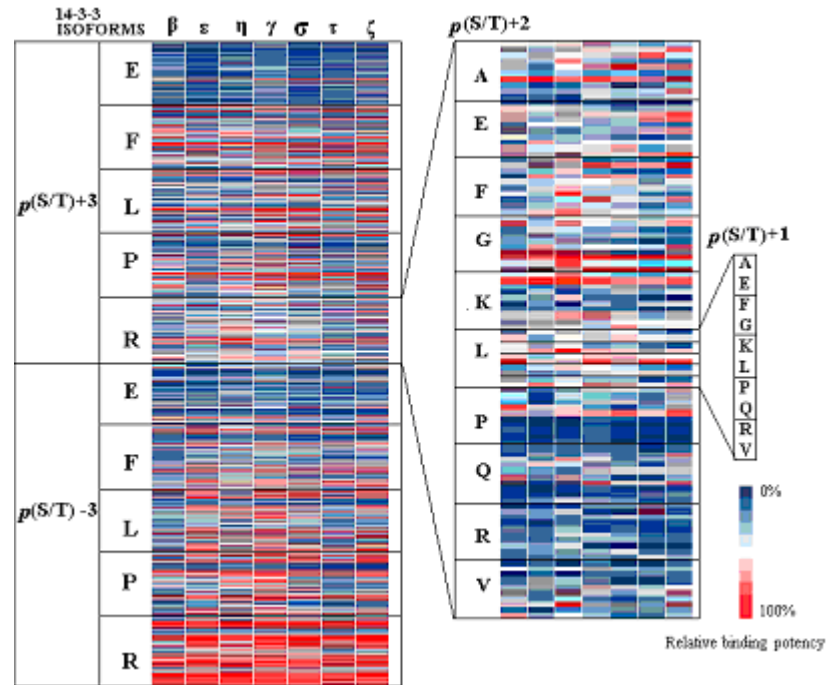 14-3-3
ISOFORMS β ε η γ σ τ ζ
p(S/T)+3
E
F
L
P
R
p(S/T) -3
E
F
L
P
R
p(S/T)+2
A
E
F
G
K
L
P
Q
R
V
p(S/T)+1
A
E
F
G
K
L
P
Q
R
V
0%
100%
Relative binding potency